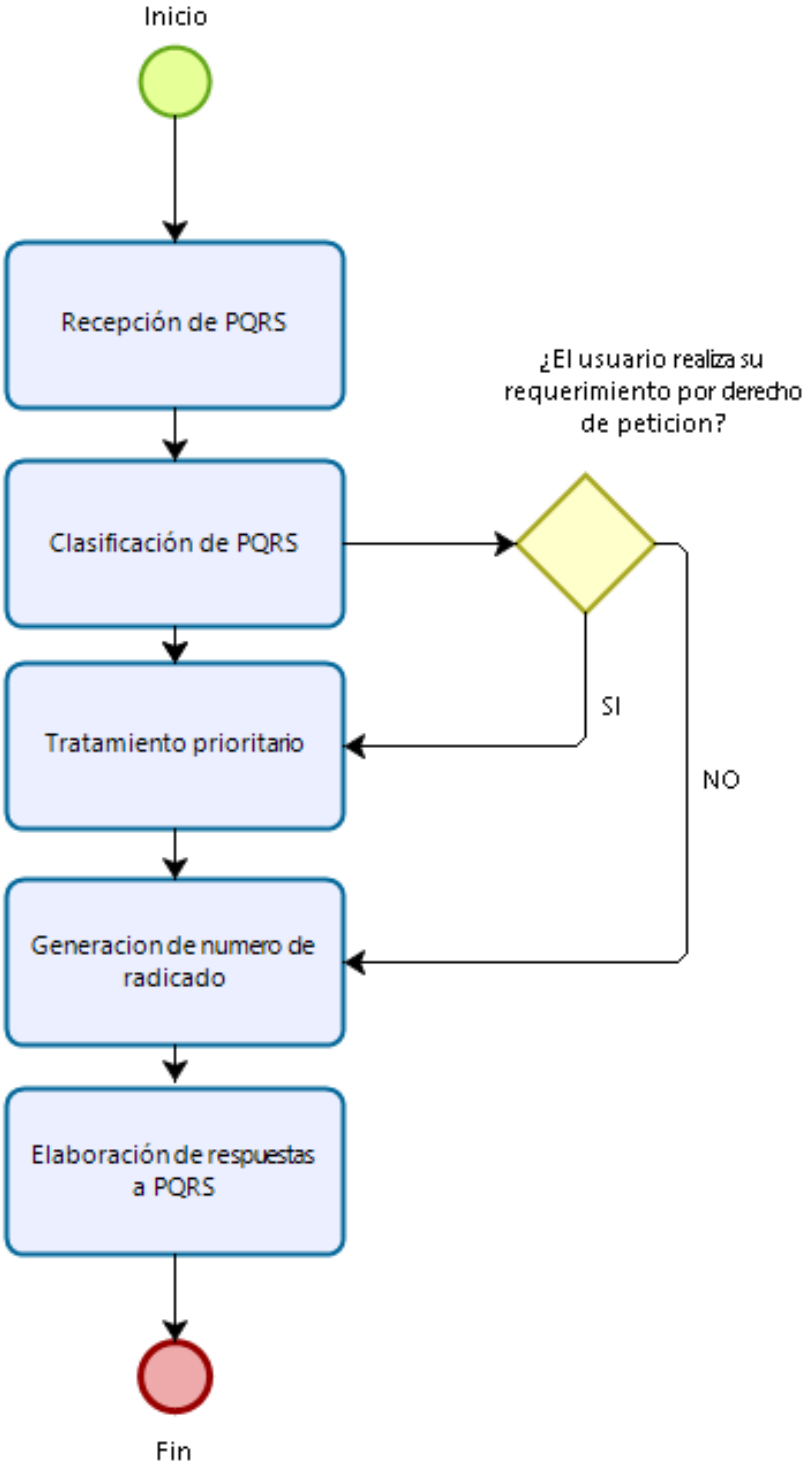 Inicio
Recepción de PQRS
¿El usuario realiza su
requerimiento por derecho
de peticion?
Clasificación de PQRS
SI
Tratamiento prioritario
NO
Generacion de numero de
radicado
Elaboración de respuestas
a PQRS
Fin